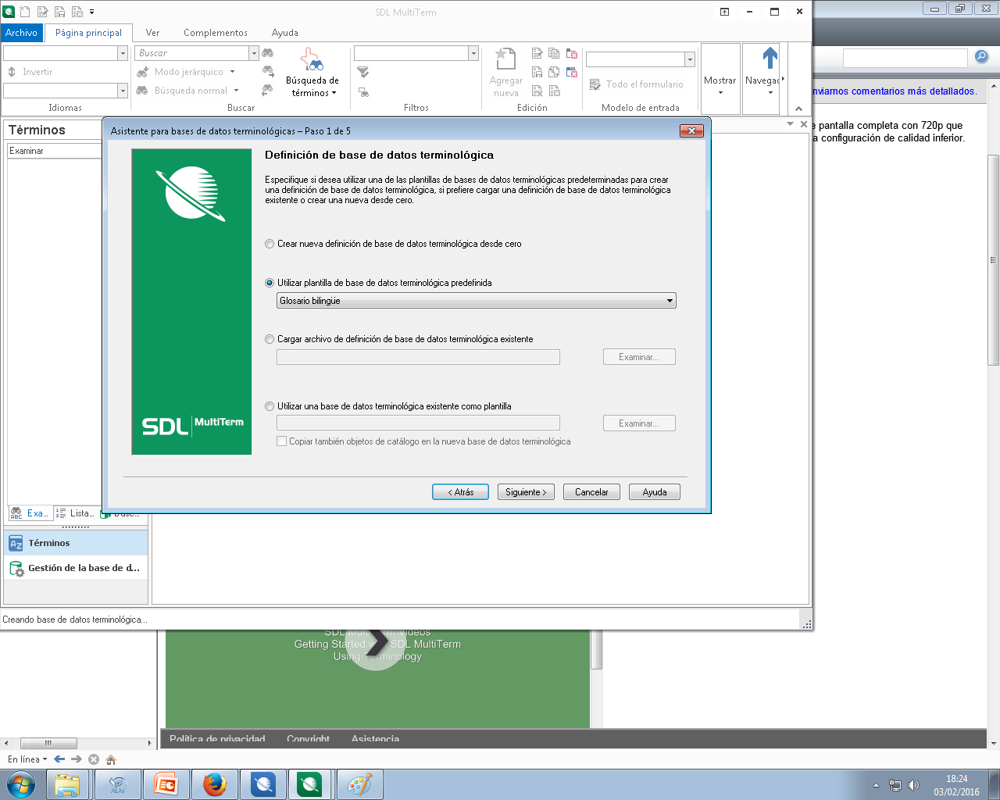 SDL MultiTerm
Archivo
Página principal
Ver
Complementos
Ayuda
Invertir
Idiomas
Buscar
Modo jerárquico
Búsqueda normal
Búsqueda de
términos
Buscar
Filtros
Agregar
nueva
Edición
Todo el formulario
Modelo de entrada
Mostrar
Navegac
nviarnos comentarios más detallados.
e pantalla completa con 720p que
a configuración de calidad inferior.
Términos
Examinar
Asistente para bases de datos terminológicas – Paso 1 de 5
Definición de base de datos terminológica
Especifique si desea utilizar una de las plantillas de bases de datos terminológicas predeterminadas para crear
una definición de base de datos terminológica, si prefiere cargar una definición de base de datos terminológica
existente o crear una nueva desde cero.
Crear nueva definición de base de datos terminológica desde cero
Utilizar plantilla de base de datos terminológica predefinida
Glosario bilingüe
Cargar archivo de definición de base de datos terminológica existente
Examinar...
Utilizar una base de datos terminológica existente como plantilla
Examinar...
Copiar también objetos de catálogo en la nueva base de datos terminológica
SDL MultiTerm
< Atrás
Siguiente >
Cancelar
Ayuda
Exa...
Lista...
Términos
Gestión de la base de d...
Creando base de datos terminológica...
SDL MultiTerm Videos
Getting Started with SDL MultiTerm
Using Terminology
Política de privacidad
Copyright
Asistencia
En línea
ALAs
18:24
03/02/2016